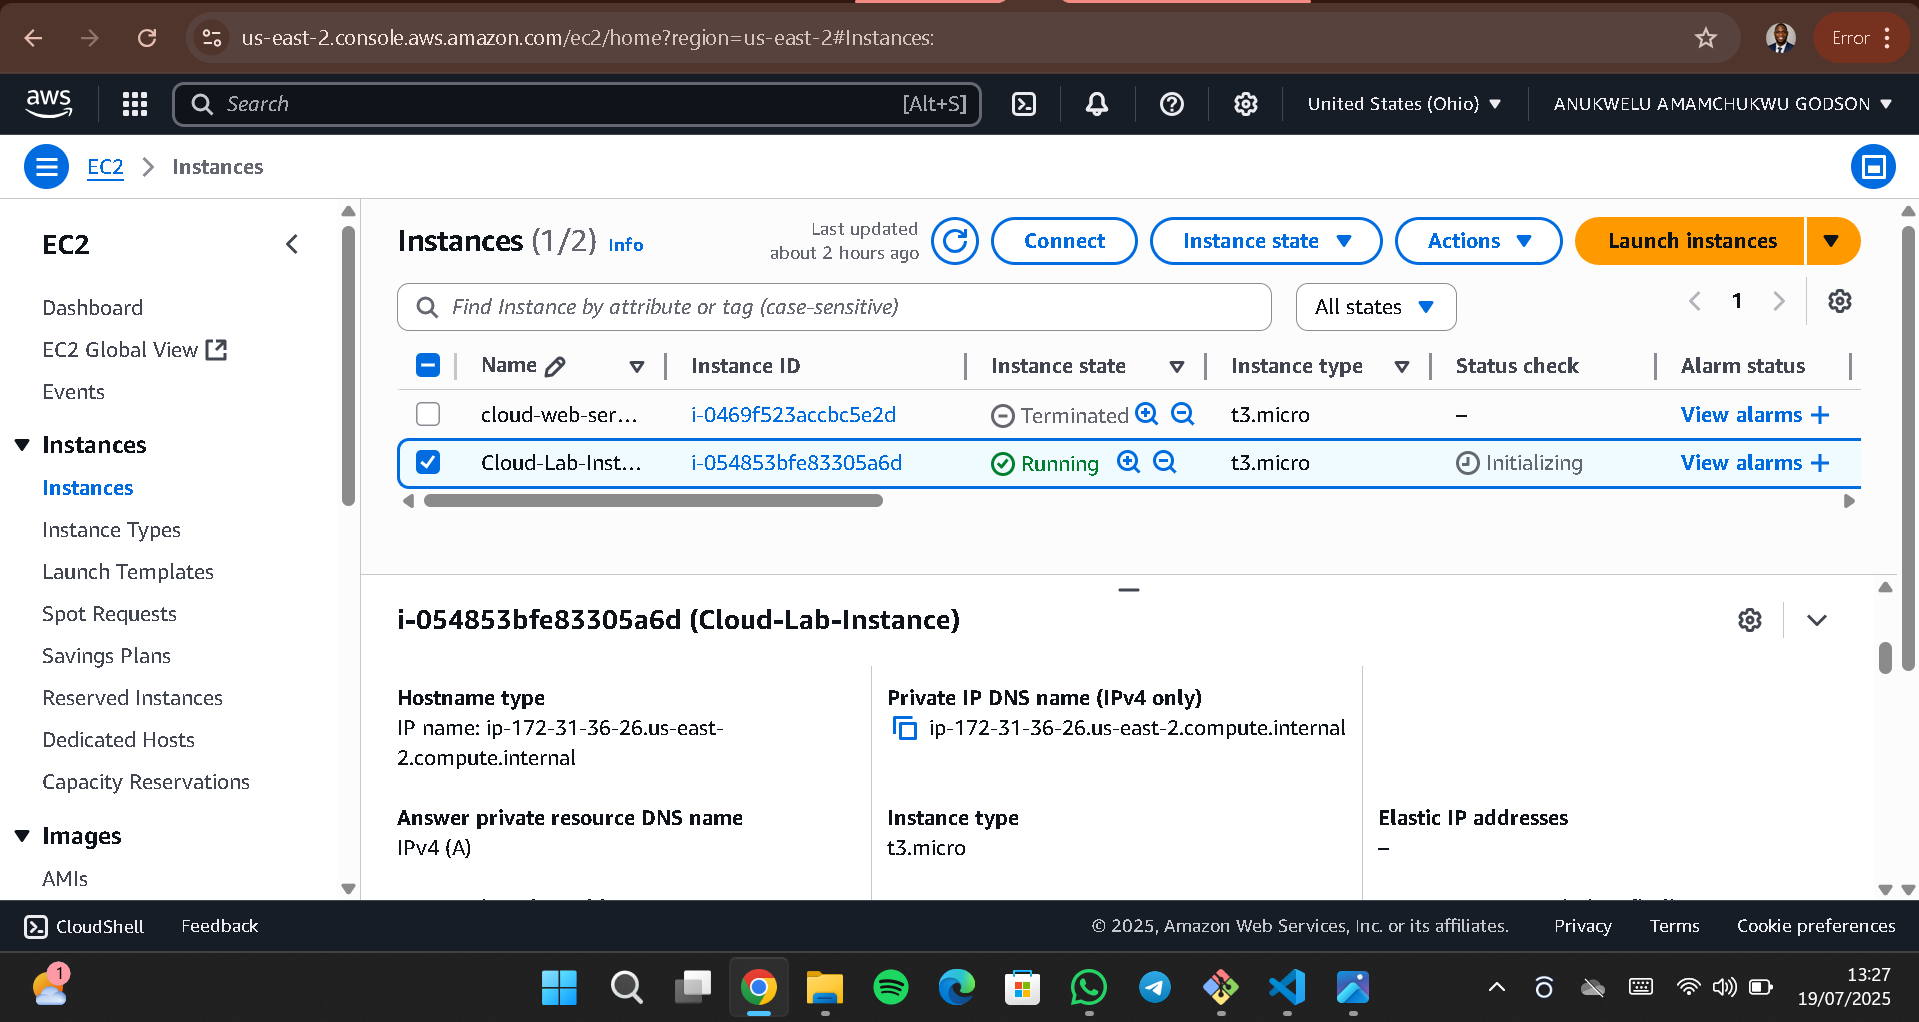 us-east-2.console.aws.amazon.com/ec2/home?region=us-east-2#Instances:
Error
aws
Search
[Alt+S]
United States (Ohio)
ANUKWELU AMAMCHUKWU GODSON
EC2
Instances
EC2
Dashboard
EC2 Global View
Events
Instances
Instances
Instance Types
Launch Templates
Spot Requests
Savings Plans
Reserved Instances
Dedicated Hosts
Capacity Reservations
Images
AMIs
Instances (1/2) Info
Last updated
about 2 hours ago
Connect
Instance state
Actions
Launch instances
Find Instance by attribute or tag (case-sensitive)
All states
1
Name Instance ID Instance state Instance type Status check Alarm status
cloud-web-ser... i-0469f523accbc5e2d Terminated t3.micro – View alarms +
Cloud-Lab-Inst... i-054853bfe83305a6d Running t3.micro Initializing View alarms +
i-054853bfe83305a6d (Cloud-Lab-Instance)
Hostname type
IP name: ip-172-31-36-26.us-east-
2.compute.internal
Private IP DNS name (IPv4 only)
ip-172-31-36-26.us-east-2.compute.internal
Answer private resource DNS name
IPv4 (A)
Instance type
t3.micro
Elastic IP addresses
–
CloudShell
Feedback
© 2025, Amazon Web Services, Inc. or its affiliates.
Privacy
Terms
Cookie preferences
1
13:27
19/07/2025